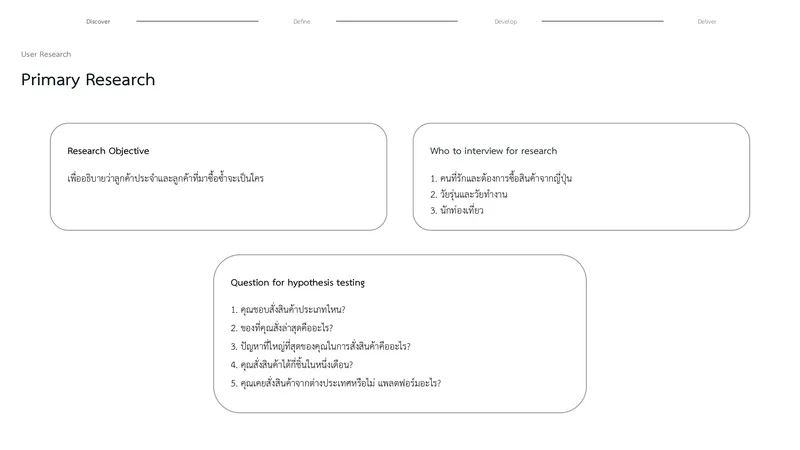 Discover
Define
Develop
Deliver
User Research
Primary Research
Research Objective
เพื่ออธิบายว่าลูกค้าประจำและลูกค้าที่มาซื้อซ้ำจะเป็นใคร
Who to interview for research
1. คนที่รักและต้องการซื้อสินค้าจากญี่ปุ่น
2. วัยรุ่นและวัยทำงาน
3. นักท่องเที่ยว
Question for hypothesis testing
1. คุณชอบสั่งสินค้าประเภทไหน?
2. ของที่คุณสั่งล่าสุดคืออะไร?
3. ปัญหาที่ใหญ่ที่สุดของคุณในการสั่งสินค้าคืออะไร?
4. คุณสั่งสินค้าได้กี่ชิ้นในหนึ่งเดือน?
5. คุณเคยสั่งสินค้าจากต่างประเทศหรือไม่ แพลตฟอร์มอะไร?